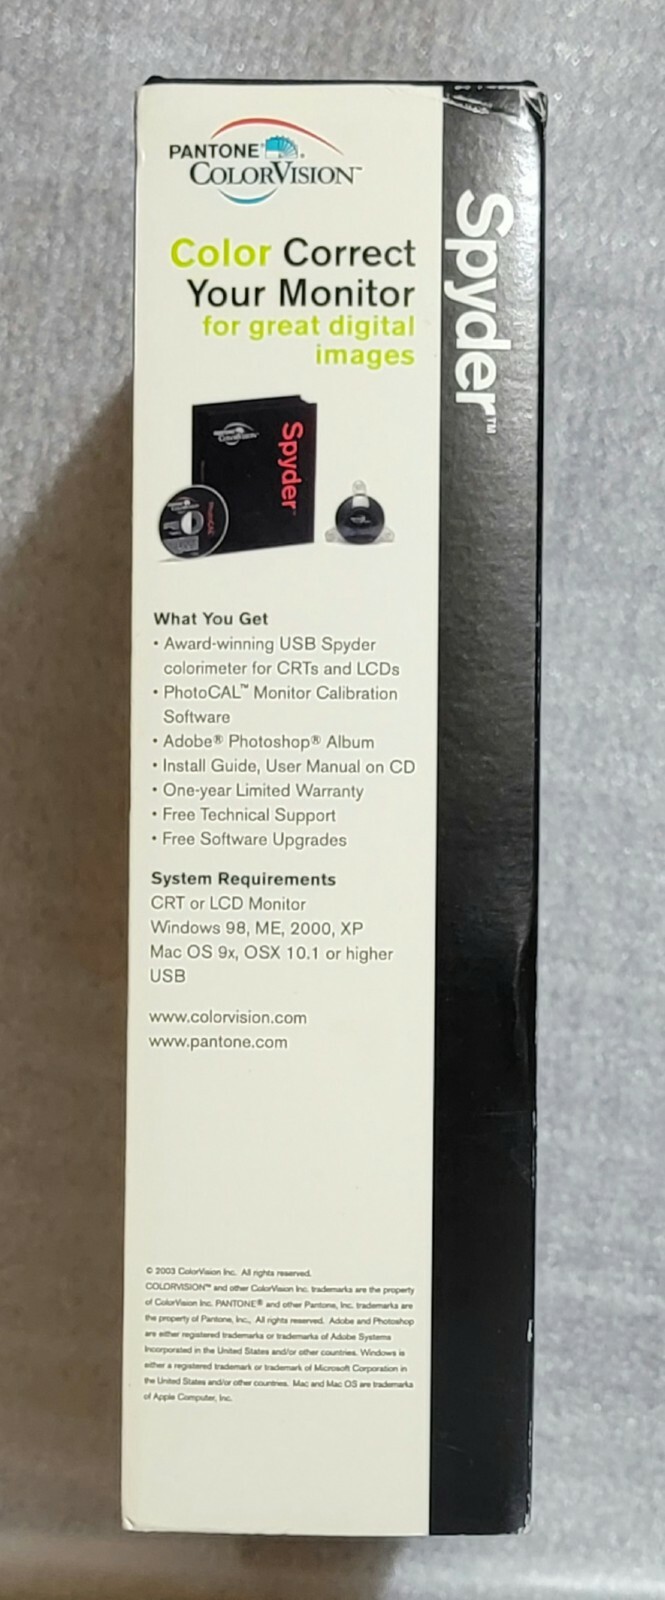 PANTONE®
COLORVISION™
Color Correct
Your Monitor
for great digital
images
Spyder™
PANTONE
COLORVISION
Spyder™
PhotoCAL
What You Get
• Award-winning USB Spyder
colorimeter for CRTs and LCDs
• PhotoCAL™ Monitor Calibration
Software
• Adobe® Photoshop® Album
• Install Guide, User Manual on CD
• One-year Limited Warranty
• Free Technical Support
• Free Software Upgrades
System Requirements
CRT or LCD Monitor
Windows 98, ME, 2000, XP
Mac OS 9x, OSX 10.1 or higher
USB
www.colorvision.com
www.pantone.com
© 2003 ColorVision Inc. All rights reserved.
COLORVISION™ and other ColorVision Inc. trademarks are the property
of ColorVision Inc. PANTONE® and other Pantone, Inc. trademarks are
the property of Pantone, Inc., All rights reserved. Adobe and Photoshop
are either registered trademarks or trademarks of Adobe Systems
Incorporated in the United States and/or other countries. Windows is
either a registered trademark or trademark of Microsoft Corporation in
the United States and/or other countries. Mac and Mac OS are trademarks
of Apple Computer, Inc.